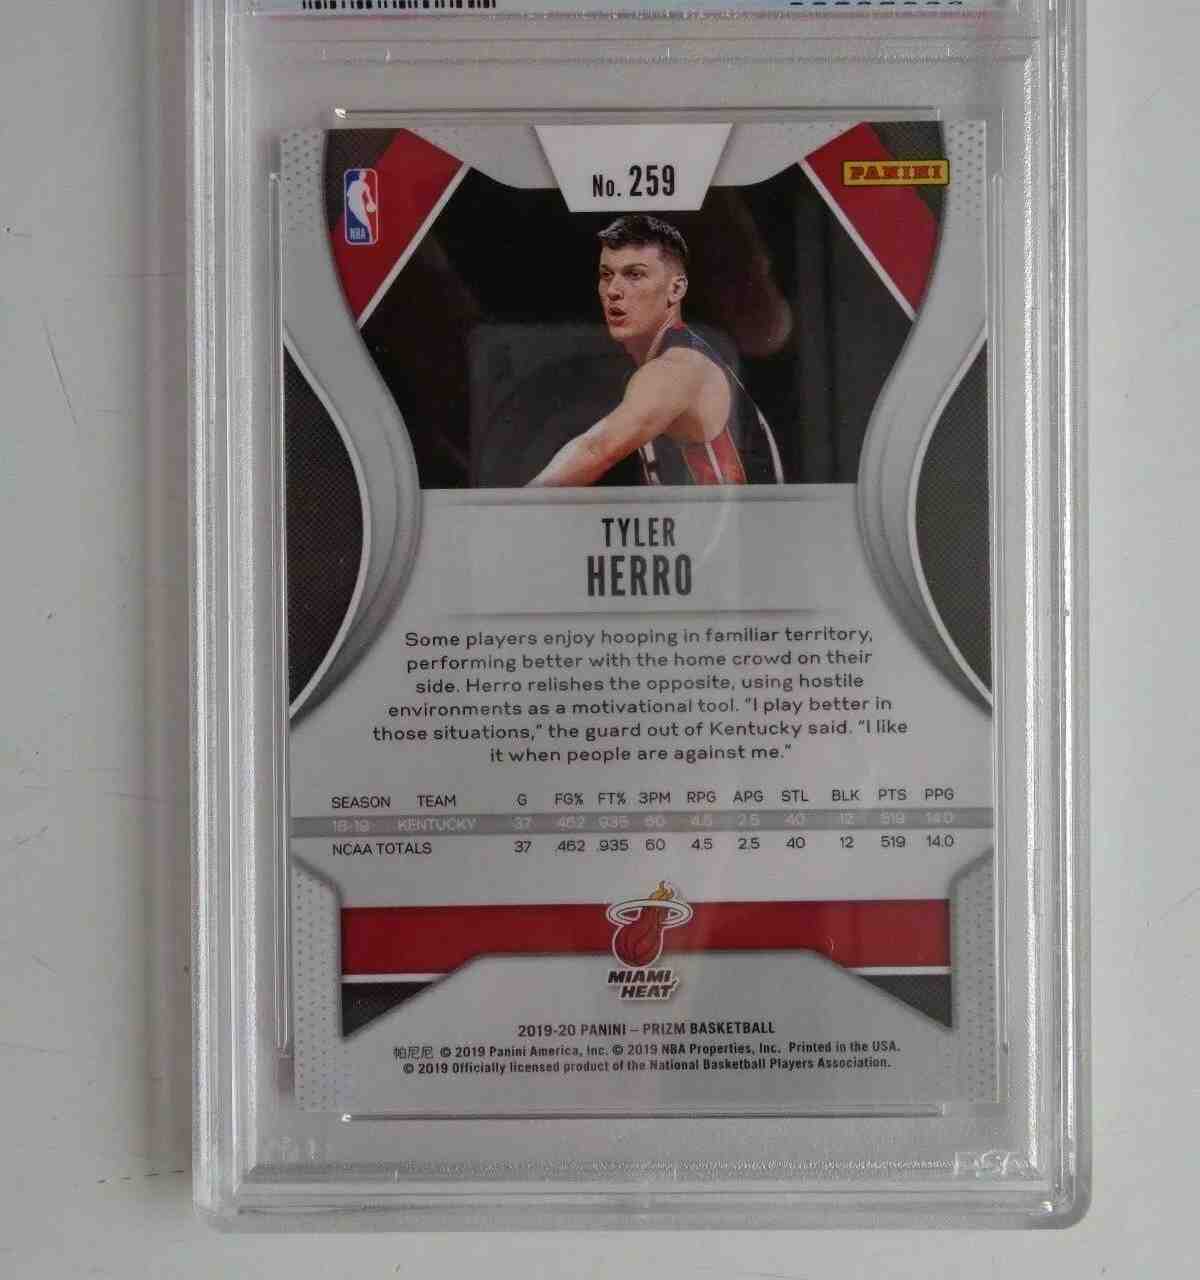 No. 259
PANINI
NBA
TYLER
HERRO
Some players enjoy hooping in familiar territory,
performing better with the home crowd on their
side. Herro relishes the opposite, using hostile
environments as a motivational tool. "I play better in
those situations," the guard out of Kentucky said. "I like
it when people are against me."
SEASON TEAM G FG% FT% 3PM RPG APG STL BLK PTS PPG
18-19 KENTUCKY 37 .462 .935 60 4.5 2.5 40 12 519 14.0
NCAA TOTALS 37 .462 .935 60 4.5 2.5 40 12 519 14.0
MIAMI
HEAT
2019-20 PANINI – PRIZM BASKETBALL
帕尼尼 © 2019 Panini America, Inc. © 2019 NBA Properties, Inc. Printed in the USA.
© 2019 Officially licensed product of the National Basketball Players Association.
PSA